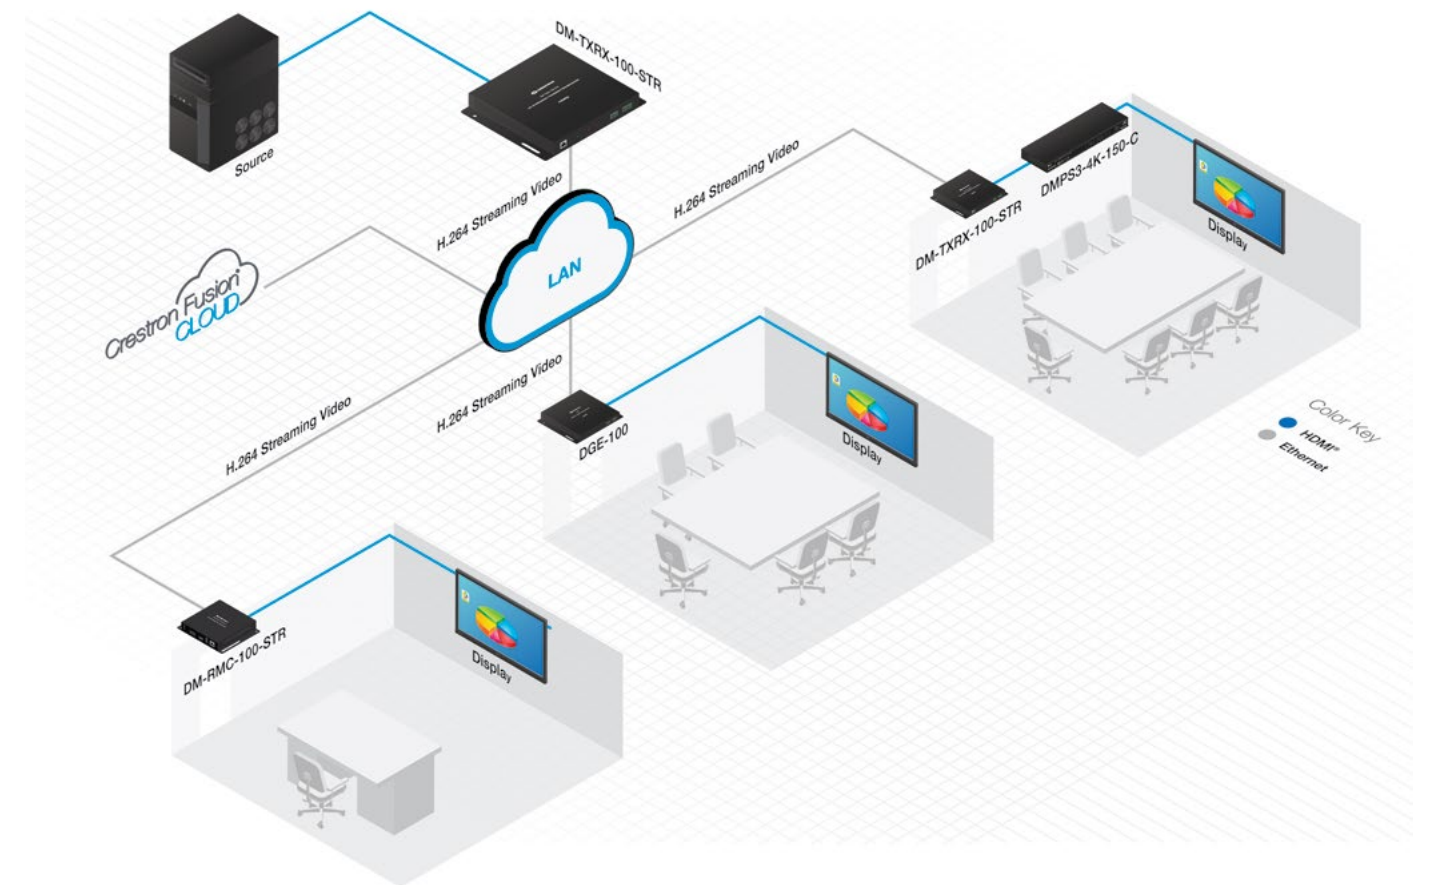 DM-TXRX-100-STR
Source
H.264 Streaming Video
H.264 Streaming Video
DMPS3-4K-150-C
DM-TXRX-100-STR
Display
LAN
Crestron Fusion®
CLOUD
H.264 Streaming Video
H.264 Streaming Video
DGE-100
Display
Color Key
HDMI®
Ethernet
DM-RMC-100-STR
Display